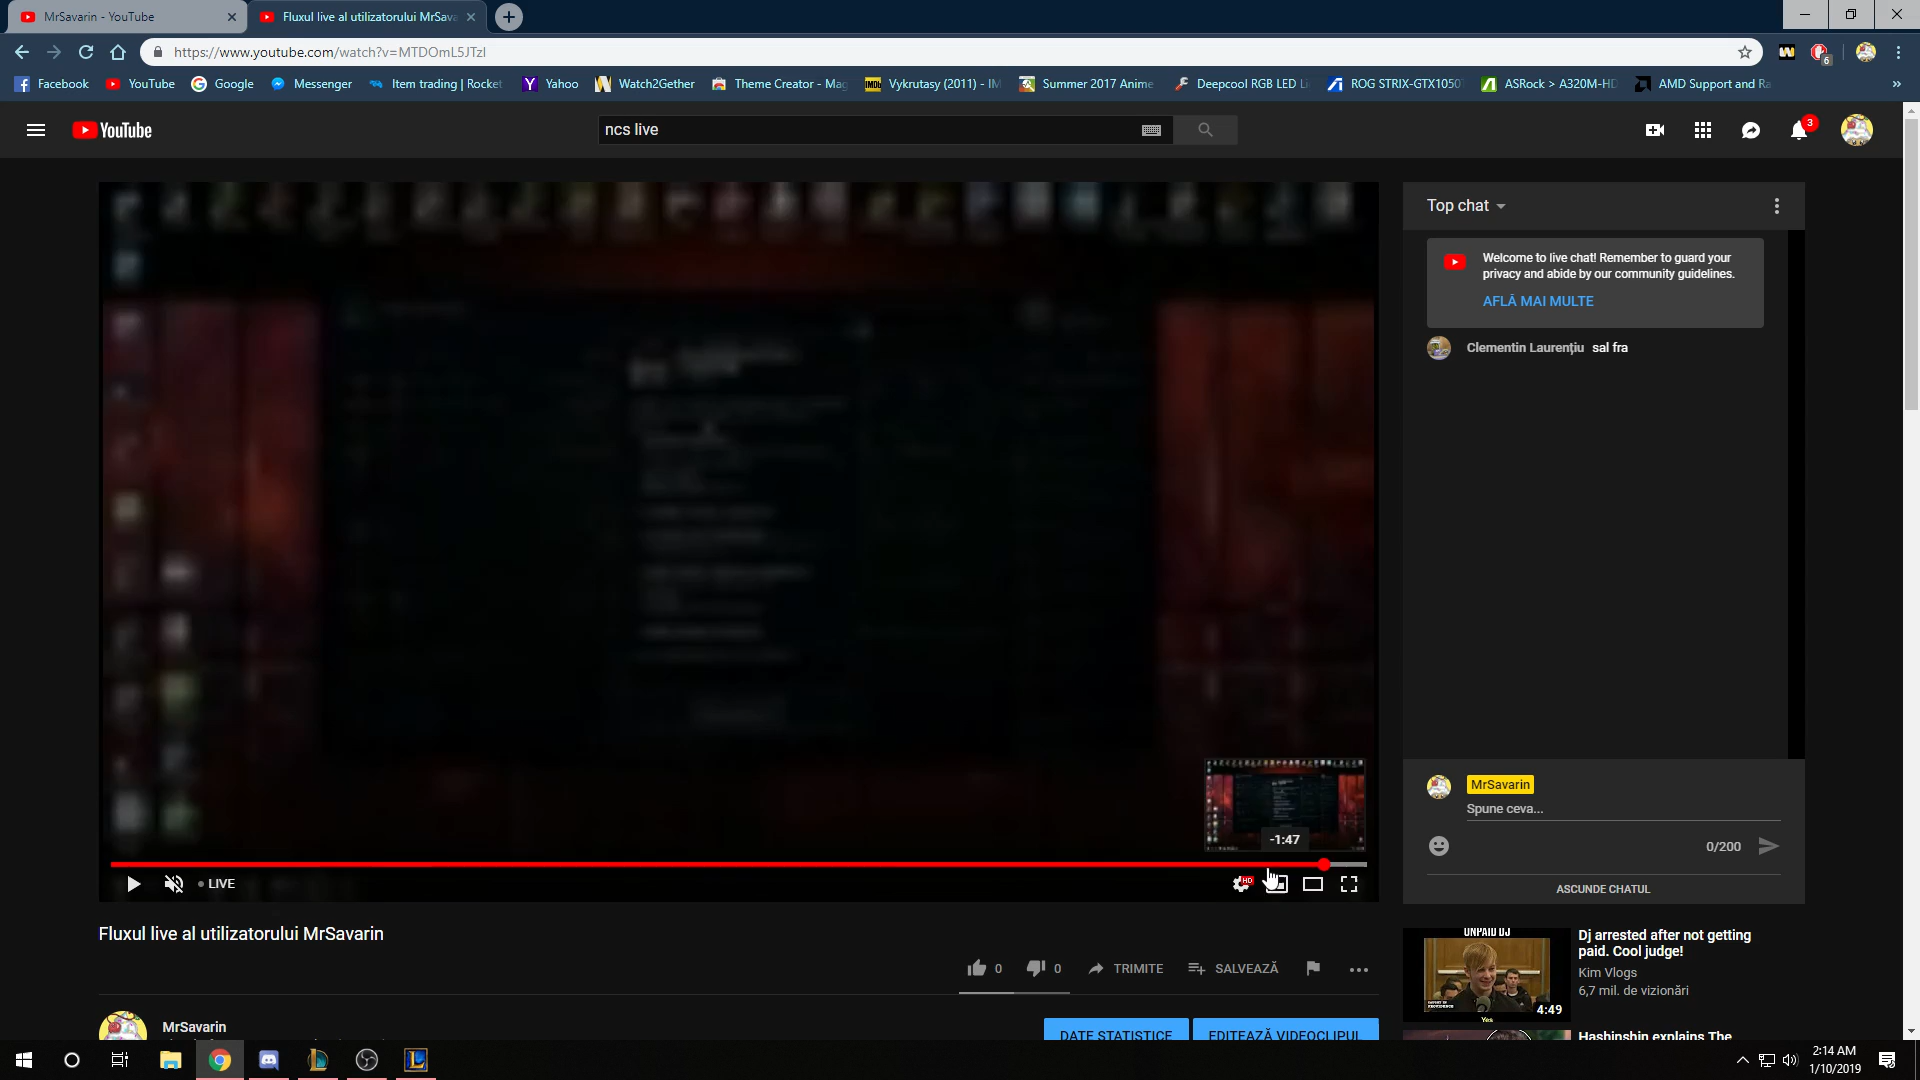 MrSavarin - YouTube
Fluxul live al utilizatorului MrSava
https://www.youtube.com/watch?v=MTDOmL5JTzI
Facebook
YouTube
Google
Messenger
Item trading | Rocket
Yahoo
Watch2Gether
Theme Creator - Mag
Vykrutasy (2011) - IM
Summer 2017 Anime
Deepcool RGB LED Li
ROG STRIX-GTX1050T
ASRock > A320M-HD
AMD Support and Ra
»
6
YouTube
ncs live
3
Top chat
Welcome to live chat! Remember to guard your
privacy and abide by our community guidelines.
AFLĂ MAI MULTE
Clementin Laurențiu sal fra
-1:47
LIVE
HD
MrSavarin
Spune ceva...
0/200
ASCUNDE CHATUL
Fluxul live al utilizatorului MrSavarin
0
0
TRIMITE
SALVEAZĂ
MrSavarin
DATE STATISTICE
EDITEAZĂ VIDEOCLIPUL
UNPAID DJ
Yes
4:49
Dj arrested after not getting
paid. Cool judge!
Kim Vlogs
6,7 mil. de vizionări
Hashinshin explains The
2:14 AM
1/10/2019